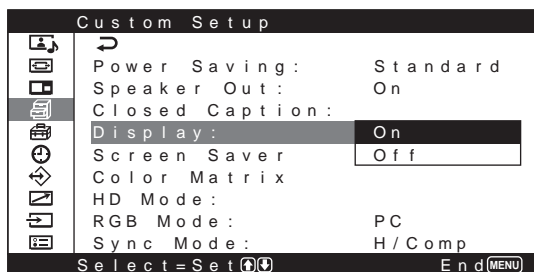 Custom Setup
Power Saving: Standard
Speaker Out: On
Closed Caption:
Display: On
Screen Saver Off
Color Matrix
HD Mode:
RGB Mode: PC
Sync Mode: H/Comp
Select=Set End MENU